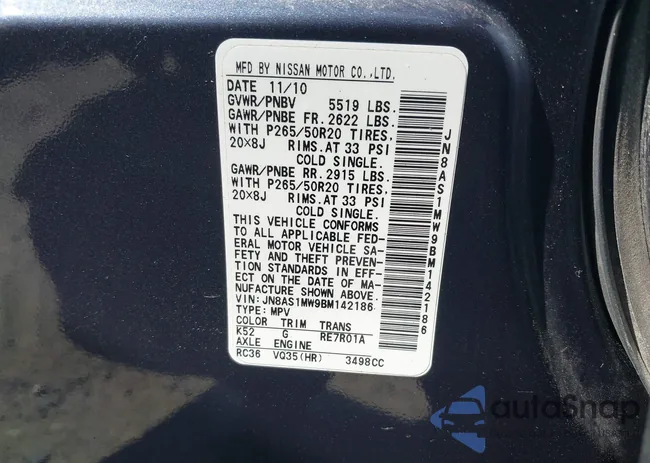 MFD BY NISSAN MOTOR CO.,LTD.
DATE 11/10
GVWR/PNBV 5519 LBS.
GAWR/PNBE FR. 2622 LBS.
WITH P265/50R20 TIRES,
20×8J RIMS.AT 33 PSI
COLD SINGLE.
GAWR/PNBE RR. 2915 LBS.
WITH P265/50R20 TIRES,
20×8J RIMS.AT 33 PSI
COLD SINGLE.
THIS VEHICLE CONFORMS
TO ALL APPLICABLE FED-
ERAL MOTOR VEHICLE SA-
FETY AND THEFT PREVEN-
TION STANDARDS IN EFF-
ECT ON THE DATE OF MA-
NUFACTURE SHOWN ABOVE.
VIN: JN8AS1MW9BM142186
TYPE: MPV
COLOR TRIM TRANS
K52 G RE7R01A
AXLE ENGINE
RC36 VQ35(HR) 3498CC
JN8AS1MW9BM142186
autoSnap